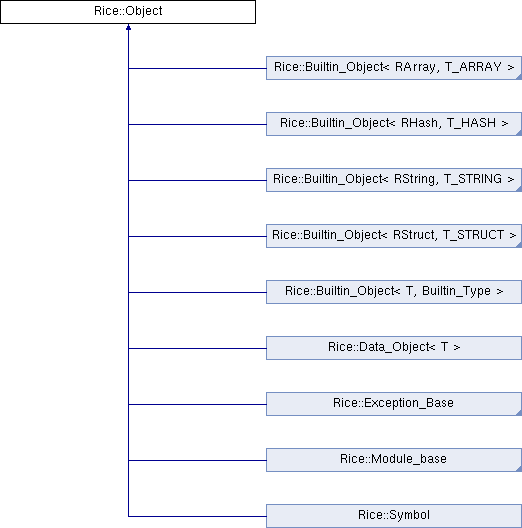 Rice::Object
Rice::Builtin_Object< RArray, T_ARRAY >
Rice::Builtin_Object< RHash, T_HASH >
Rice::Builtin_Object< RString, T_STRING >
Rice::Builtin_Object< RStruct, T_STRUCT >
Rice::Builtin_Object< T, Builtin_Type >
Rice::Data_Object< T >
Rice::Exception_Base
Rice::Module_base
Rice::Symbol